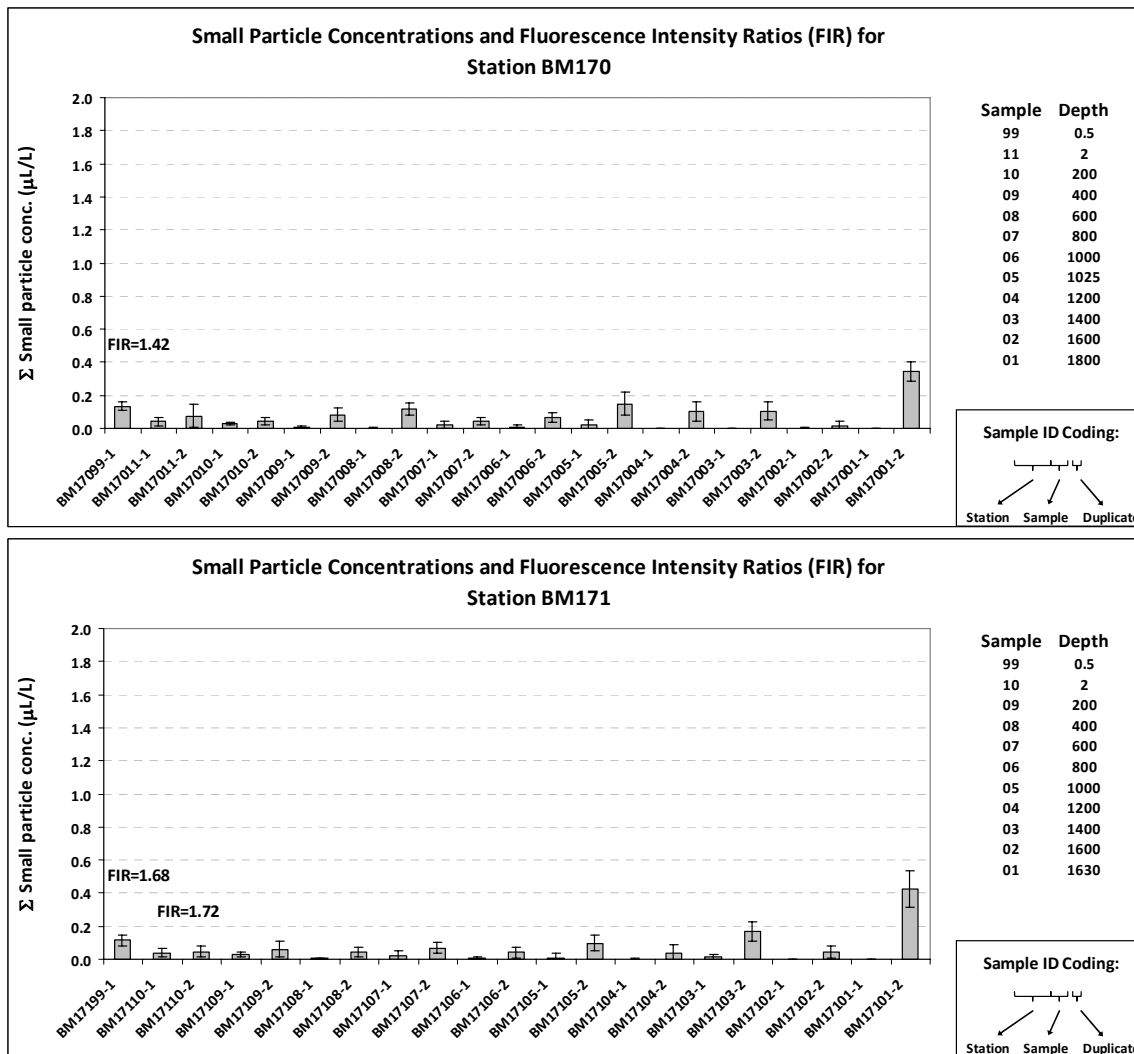 Small Particle Concentrations and Fluorescence Intensity Ratios (FIR) for
Station BM170
Σ Small particle conc. (µL/L)
2.0
1.8
1.6
1.4
1.2
1.0
0.8
0.6
0.4
0.2
0.0
FIR=1.42
BM17099-1
BM17011-1
BM17011-2
BM17010-1
BM17010-2
BM17009-1
BM17009-2
BM17008-1
BM17008-2
BM17007-1
BM17007-2
BM17006-1
BM17006-2
BM17005-1
BM17005-2
BM17004-1
BM17004-2
BM17003-1
BM17003-2
BM17002-1
BM17002-2
BM17001-1
BM17001-2
Sample Depth
99 0.5
11 2
10 200
09 400
08 600
07 800
06 1000
05 1025
04 1200
03 1400
02 1600
01 1800
Sample ID Coding:
Station Sample Duplicate
Small Particle Concentrations and Fluorescence Intensity Ratios (FIR) for
Station BM171
Σ Small particle conc. (µL/L)
2.0
1.8
1.6
1.4
1.2
1.0
0.8
0.6
0.4
0.2
0.0
FIR=1.68
FIR=1.72
BM17199-1
BM17110-1
BM17110-2
BM17109-1
BM17109-2
BM17108-1
BM17108-2
BM17107-1
BM17107-2
BM17106-1
BM17106-2
BM17105-1
BM17105-2
BM17104-1
BM17104-2
BM17103-1
BM17103-2
BM17102-1
BM17102-2
BM17101-1
BM17101-2
Sample Depth
99 0.5
10 2
09 200
08 400
07 600
06 800
05 1000
04 1200
03 1400
02 1600
01 1630
Sample ID Coding:
Station Sample Duplicate